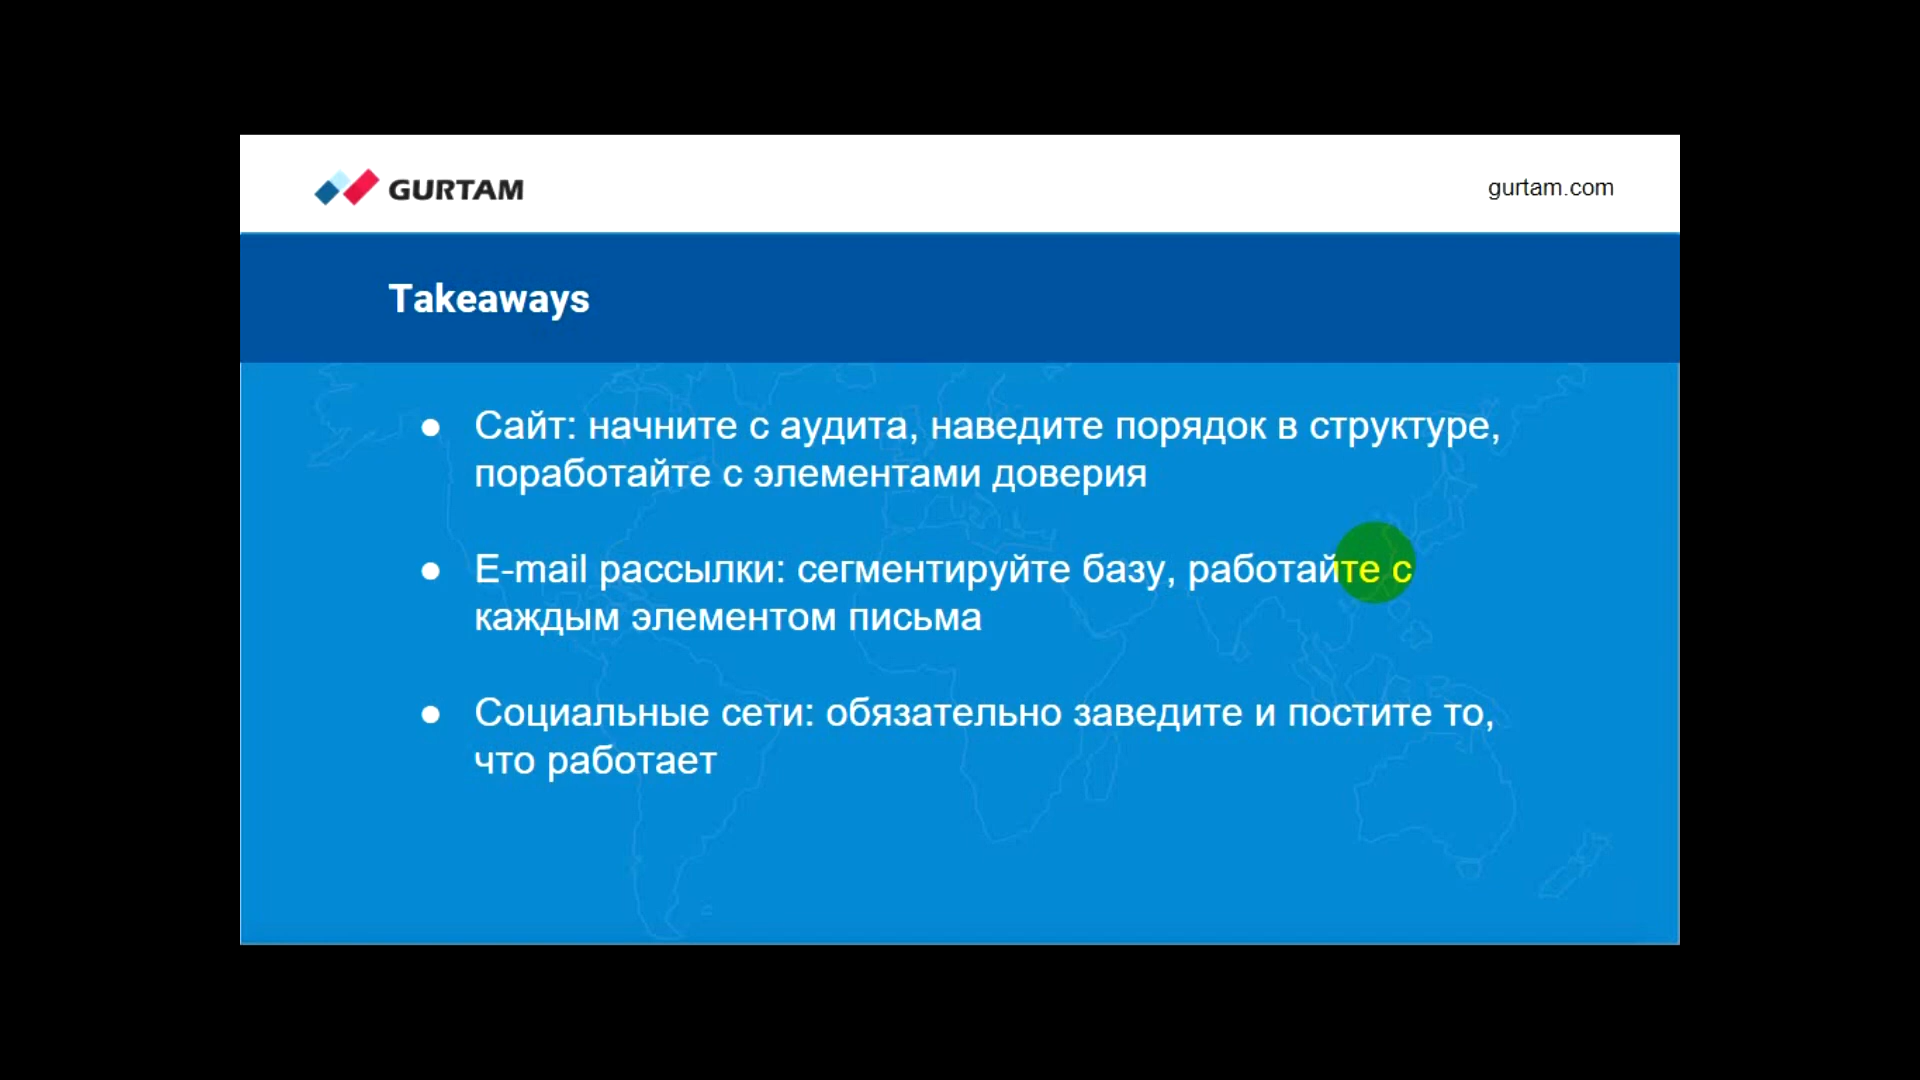 GURTAM
gurtam.com
Takeaways
● Сайт: начните с аудита, наведите порядок в структуре,
поработайте с элементами доверия
● E-mail рассылки: сегментируйте базу, работайте с
каждым элементом письма
● Социальные сети: обязательно заведите и постите то,
что работает